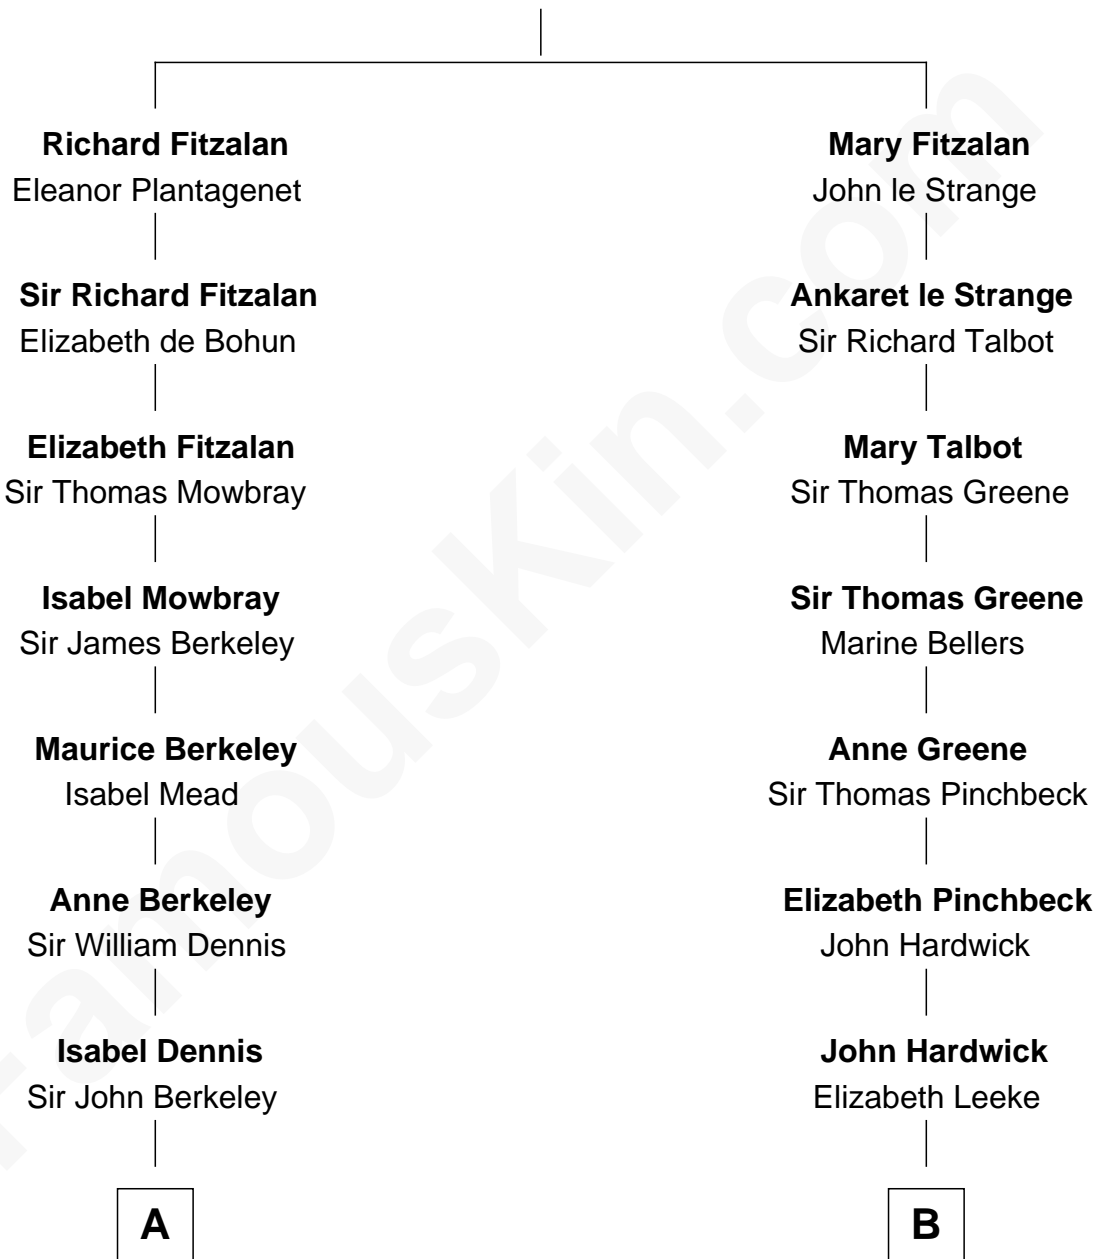 Richard Fitzalan
Eleanor Plantagenet
Sir Richard Fitzalan
Elizabeth de Bohun
Elizabeth Fitzalan
Sir Thomas Mowbray
Isabel Mowbray
Sir James Berkeley
Maurice Berkeley
Isabel Mead
Anne Berkeley
Sir William Dennis
Isabel Dennis
Sir John Berkeley
A
Mary Fitzalan
John le Strange
Ankaret le Strange
Sir Richard Talbot
Mary Talbot
Sir Thomas Greene
Sir Thomas Greene
Marine Bellers
Anne Greene
Sir Thomas Pinchbeck
Elizabeth Pinchbeck
John Hardwick
John Hardwick
Elizabeth Leeke
B
FamousKin.com